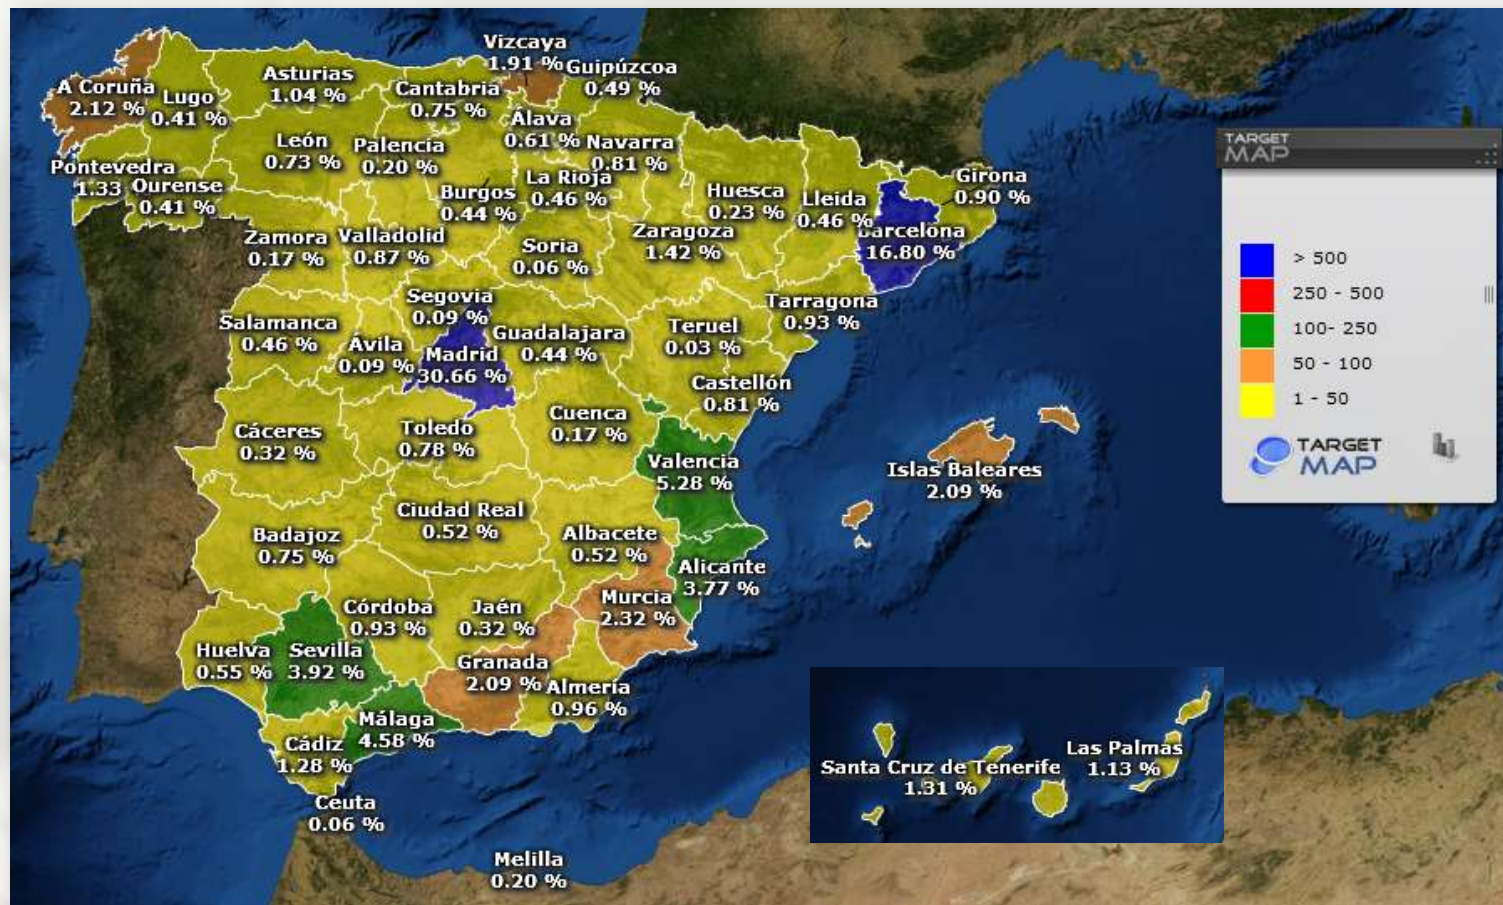 Vizcaya
1.91 %
Guipúzcoa
0.49 %
A Coruña
2.12 %
Lugo
0.41 %
Asturias
1.04 %
Cantabria
0.75 %
Álava
0.61 %
Navarra
0.81 %
León
0.73 %
Palencia
0.20 %
Pontevedra
1.33
Ourense
0.41 %
Burgos
0.44 %
La Rioja
0.46 %
Huesca
0.23 %
Lleida
0.46 %
Girona
0.90 %
Barcelona
16.80 %
Zamora
0.17 %
Valladolid
0.87 %
Soria
0.06 %
Zaragoza
1.42 %
Segovia
0.09 %
Tarragona
0.93 %
Salamanca
0.46 %
Ávila
0.09 %
Madrid
30.66 %
Guadalajara
0.44 %
Teruel
0.03 %
Castellón
0.81 %
Cáceres
0.32 %
Toledo
0.78 %
Cuenca
0.17 %
Valencia
5.28 %
Islas Baleares
2.09 %
Badajoz
0.75 %
Ciudad Real
0.52 %
Albacete
0.52 %
Alicante
3.77 %
Murcia
2.32 %
Córdoba
0.93 %
Jaén
0.32 %
Huelva
0.55 %
Sevilla
3.92 %
Granada
2.09 %
Almería
0.96 %
Málaga
4.58 %
Cádiz
1.28 %
Ceuta
0.06 %
Melilla
0.20 %
Santa Cruz de Tenerife
1.31 %
Las Palmas
1.13 %
TARGET
MAP
> 500
250 - 500
100- 250
50 - 100
1 - 50
TARGET
MAP